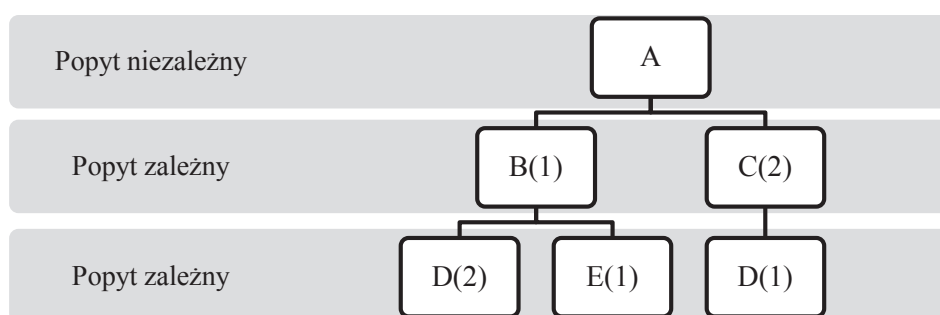 Popyt niezależny
A
Popyt zależny
B(1)
C(2)
Popyt zależny
D(2)
E(1)
D(1)